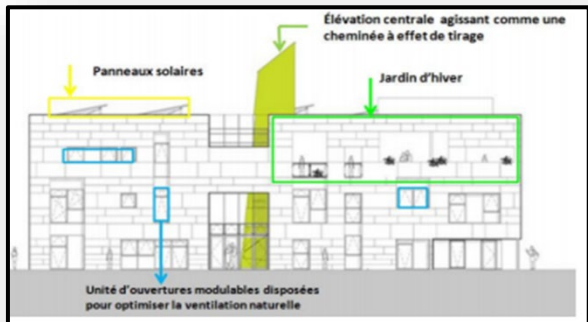 Élévation centrale agissant comme une
cheminée à effet de tirage
Panneaux solaires
Jardin d'hiver
Unité d'ouvertures modulables disposées
pour optimiser la ventilation naturelle